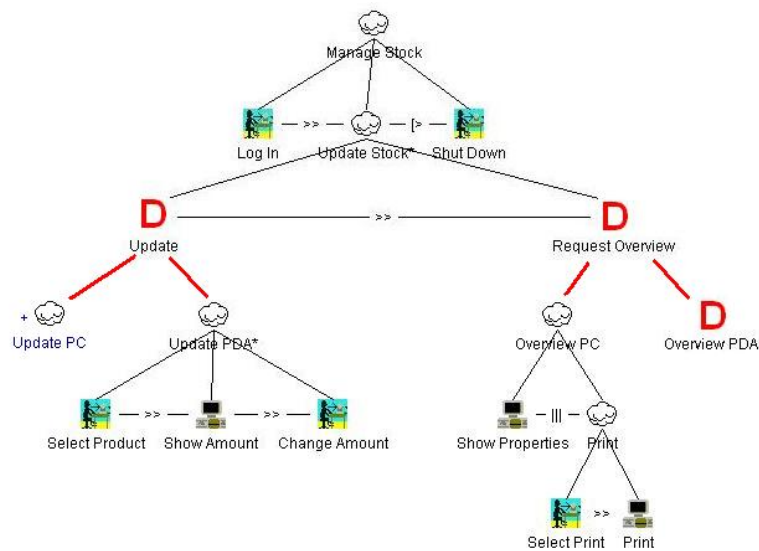 Manage Stock
>> [>
Log In Update Stock* Shut Down
D >> D
Update Request Overview
+ D
Update PC Update PDA* Overview PC Overview PDA
>> >> |||
Select Product Show Amount Change Amount Show Properties Print
>>
Select Print Print